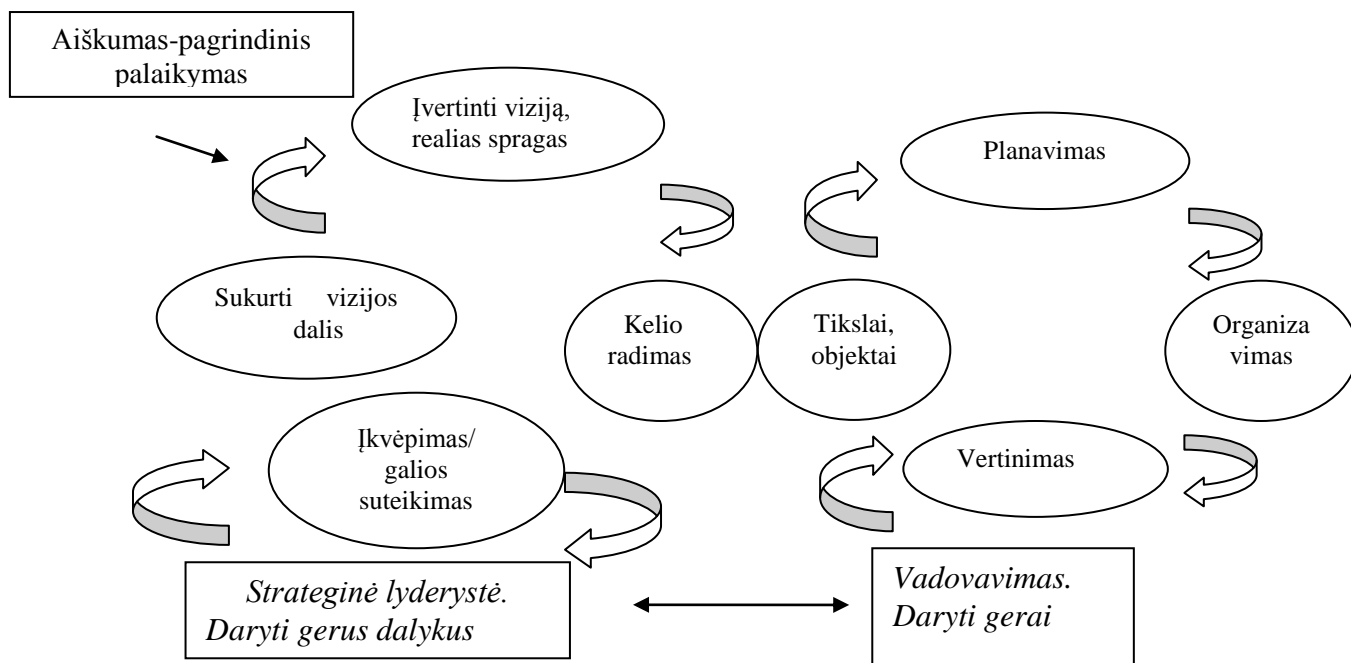 Aiškumas-pagrindinis
palaikymas
Įvertinti viziją,
realias spragas
Planavimas
Sukurti vizijos
dalis
Kelio
radimas
Tikslai,
objektai
Organiza
vimas
Įkvėpimas/
galios
suteikimas
Vertinimas
Strateginė lyderystė.
Daryti gerus dalykus
Vadovavimas.
Daryti gerai